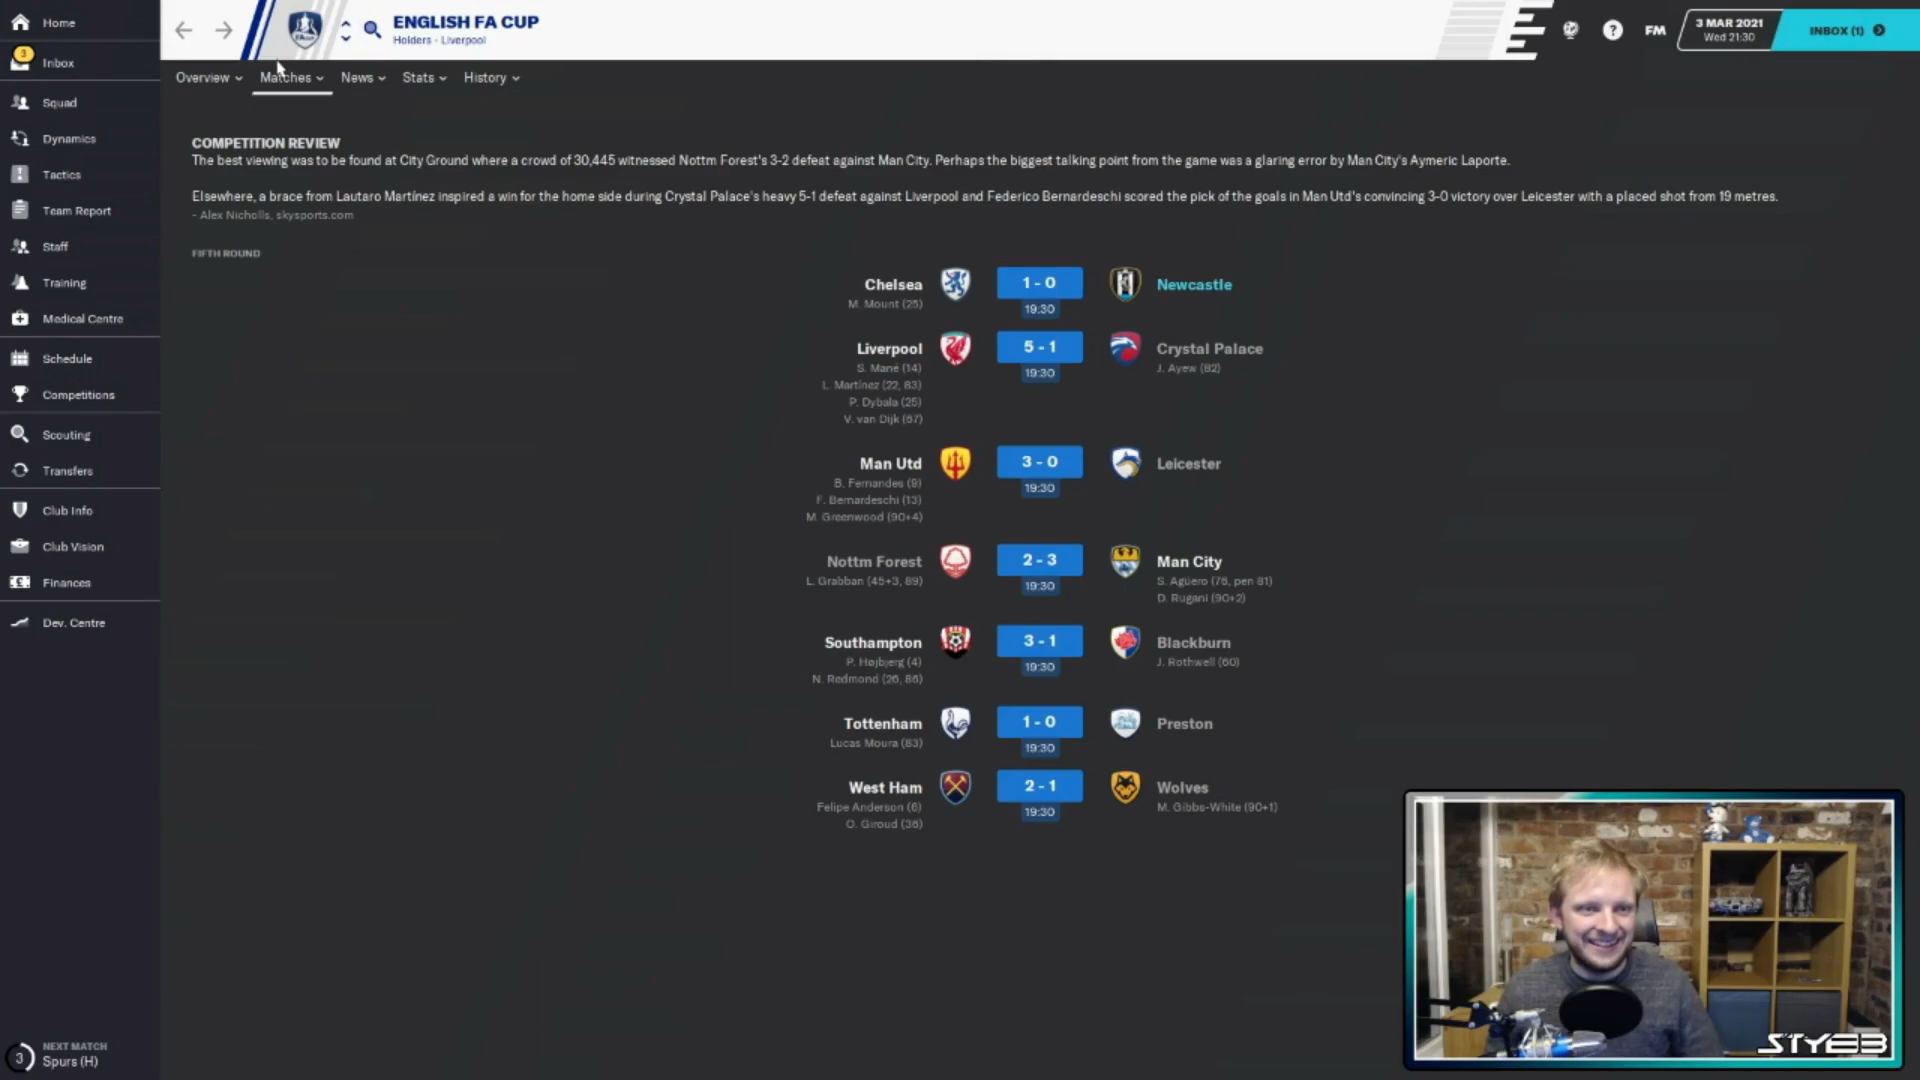 Home
Inbox
3
Squad
Dynamics
Tactics
Team Report
Staff
Training
Medical Centre
Schedule
Competitions
Scouting
Transfers
Club Info
Club Vision
Finances
Dev. Centre
3
NEXT MATCH
Spurs (H)
ENGLISH FA CUP
Holders - Liverpool
FM
3 MAR 2021
Wed 21:30
INBOX (1)
Overview
Matches
News
Stats
History
COMPETITION REVIEW
The best viewing was to be found at City Ground where a crowd of 30,445 witnessed Nottm Forest's 3-2 defeat against Man City. Perhaps the biggest talking point from the game was a glaring error by Man City's Aymeric Laporte.
Elsewhere, a brace from Lautaro Martínez inspired a win for the home side during Crystal Palace's heavy 5-1 defeat against Liverpool and Federico Bernardeschi scored the pick of the goals in Man Utd's convincing 3-0 victory over Leicester with a placed shot from 19 metres.
- Alex Nicholls, skysports.com
FIFTH ROUND
Chelsea 1 - 0 Newcastle
M. Mount (25) 19:30
Liverpool 5 - 1 Crystal Palace
S. Mané (14) 19:30 J. Ayew (82)
L. Martínez (22, 83)
P. Dybala (25)
V. van Dijk (67)
Man Utd 3 - 0 Leicester
B. Fernandes (9) 19:30
F. Bernardeschi (13)
M. Greenwood (90+4)
Nottm Forest 2 - 3 Man City
L. Grabban (45+3, 89) 19:30 S. Agüero (76, pen 81)
D. Rugani (90+2)
Southampton 3 - 1 Blackburn
P. Højbjerg (4) 19:30 J. Rothwell (60)
N. Redmond (26, 86)
Tottenham 1 - 0 Preston
Lucas Moura (83) 19:30
West Ham 2 - 1 Wolves
Felipe Anderson (6) 19:30 M. Gibbs-White (90+1)
O. Giroud (36)